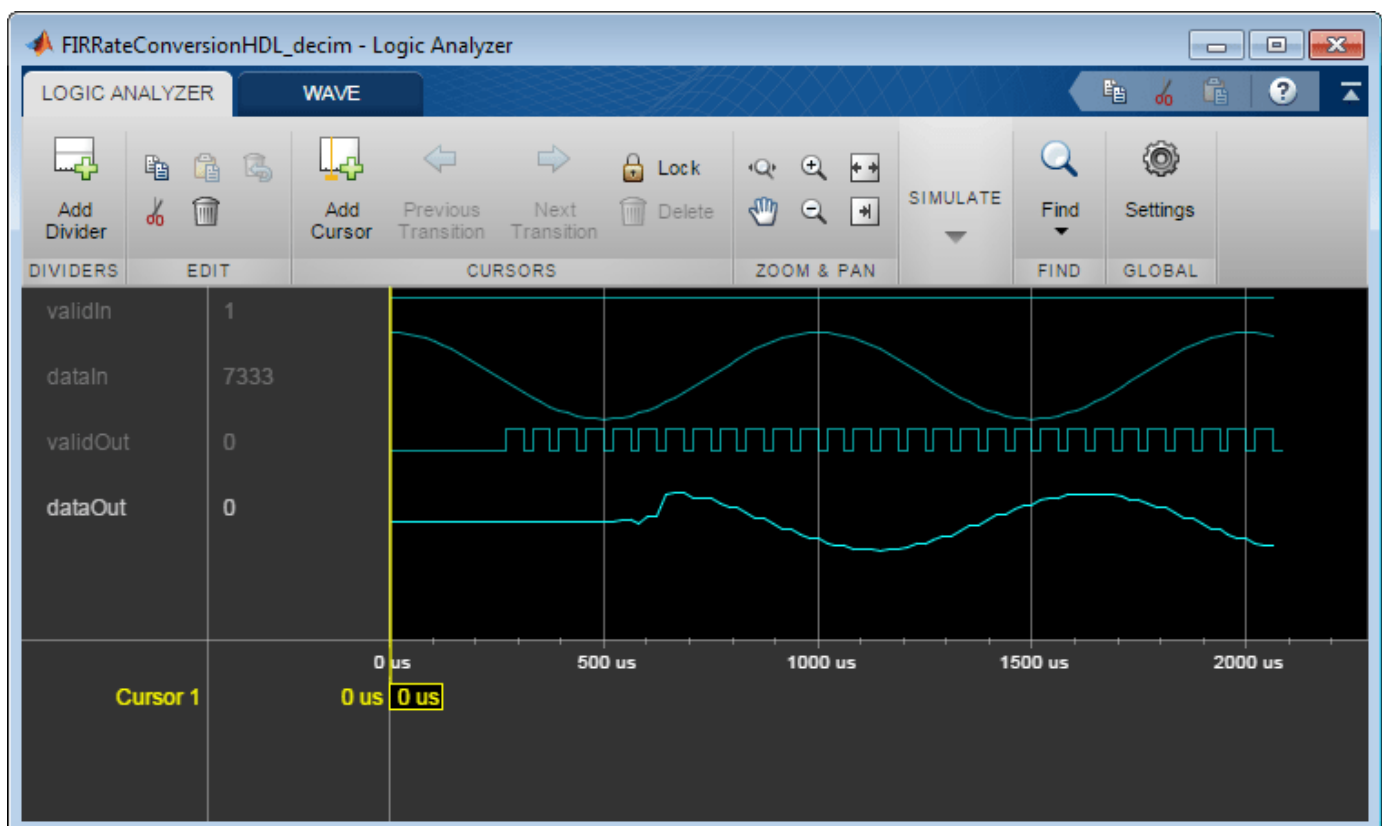 FIRRateConversionHDL_decim - Logic Analyzer
LOGIC ANALYZER WAVE
?
Lock
SIMULATE
Add Divider
Add Cursor
Previous Transition
Next Transition
Delete
Find
Settings
DIVIDERS EDIT CURSORS ZOOM & PAN FIND GLOBAL
validIn 1
dataIn 7333
validOut 0
dataOut 0
0 us 500 us 1000 us 1500 us 2000 us
Cursor 1 0 us 0 us